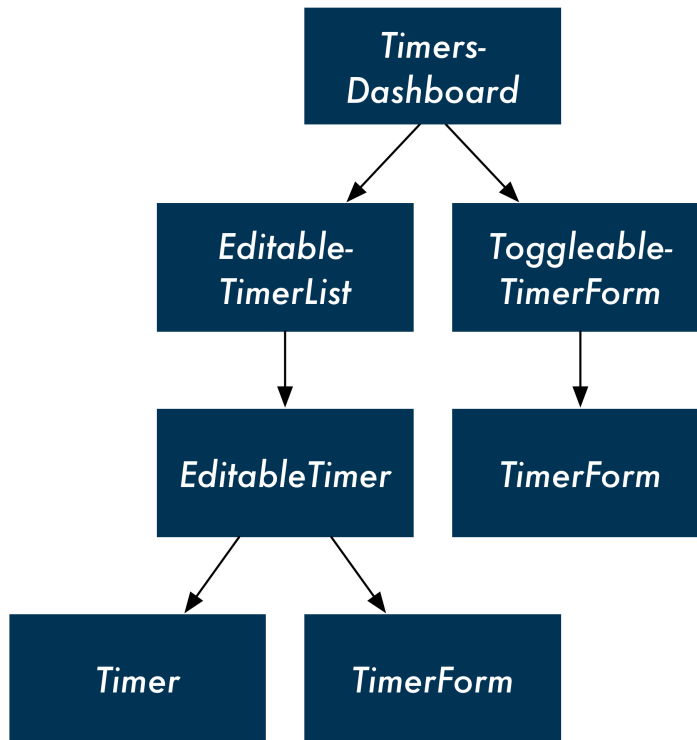 Timers-
Dashboard
Editable-
TimerList
Toggleable-
TimerForm
EditableTimer
TimerForm
Timer
TimerForm